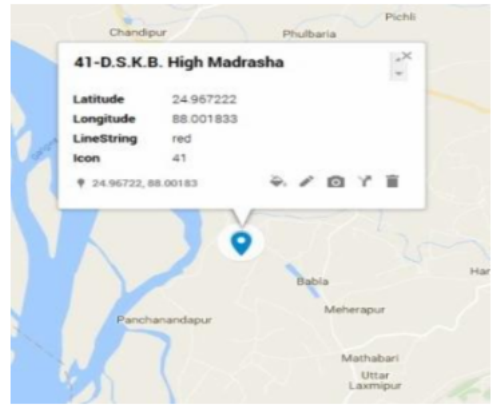 Pichli
Chandipur
Phulbaria
41-D.S.K.B. High Madrasha
Latitude 24.967222
Longitude 88.001833
LineString red
Icon 41
24.96722, 88.00183
Babla
Har
Meherapur
Panchanandapur
Mathabari
Uttar
Laxmipur